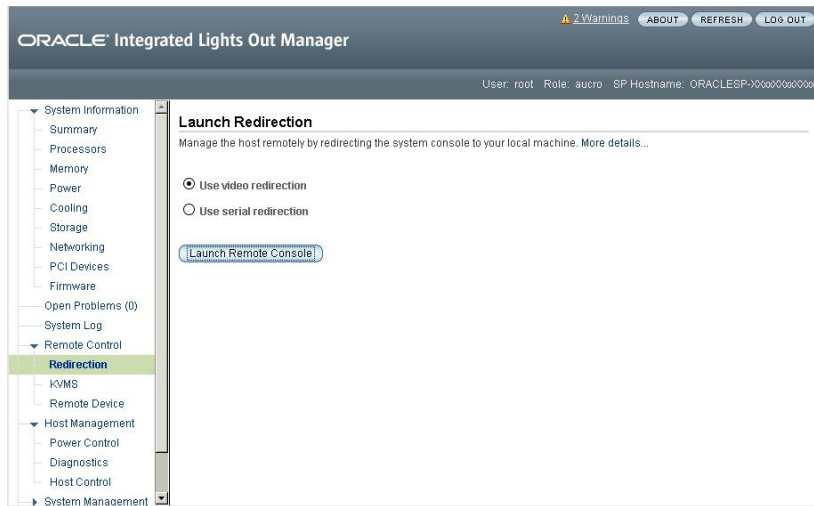 2 Warnings ABOUT REFRESH LOG OUT
ORACLE® Integrated Lights Out Manager
User: root Role: aucro SP Hostname:
System Information
Summary
Processors
Memory
Power
Cooling
Storage
Networking
PCI Devices
Firmware
Open Problems (0)
System Log
Remote Control
Redirection
KVMS
Remote Device
Host Management
Power Control
Diagnostics
Host Control
System Management
Launch Redirection
Manage the host remotely by redirecting the system console to your local machine. More details...
Use video redirection
Use serial redirection
Launch Remote Console